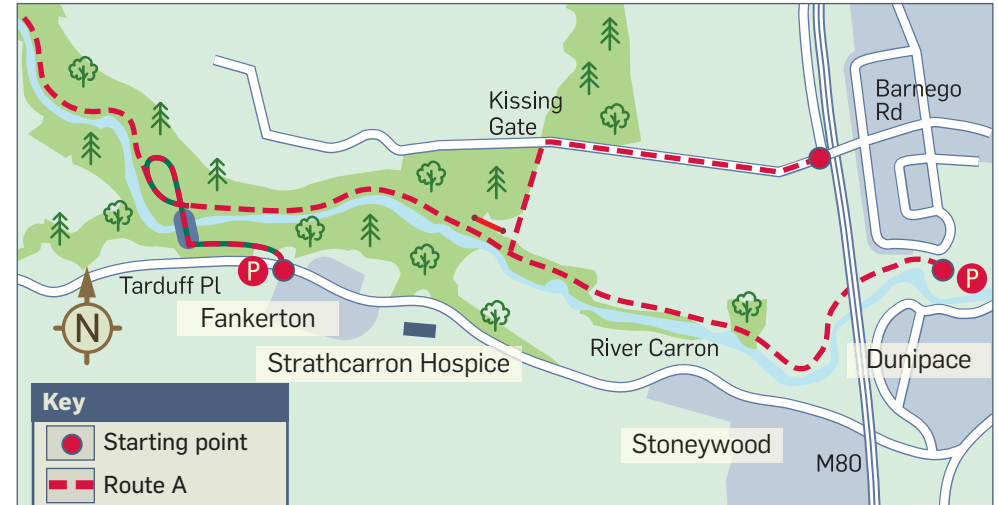 Kissing
Gate
Barnego
Rd
P
Tarduff Pl
N
Fankerton
Strathcarron Hospice
River Carron
P
Dunipace
Stoneywood
M80
Key
Starting point
Route A